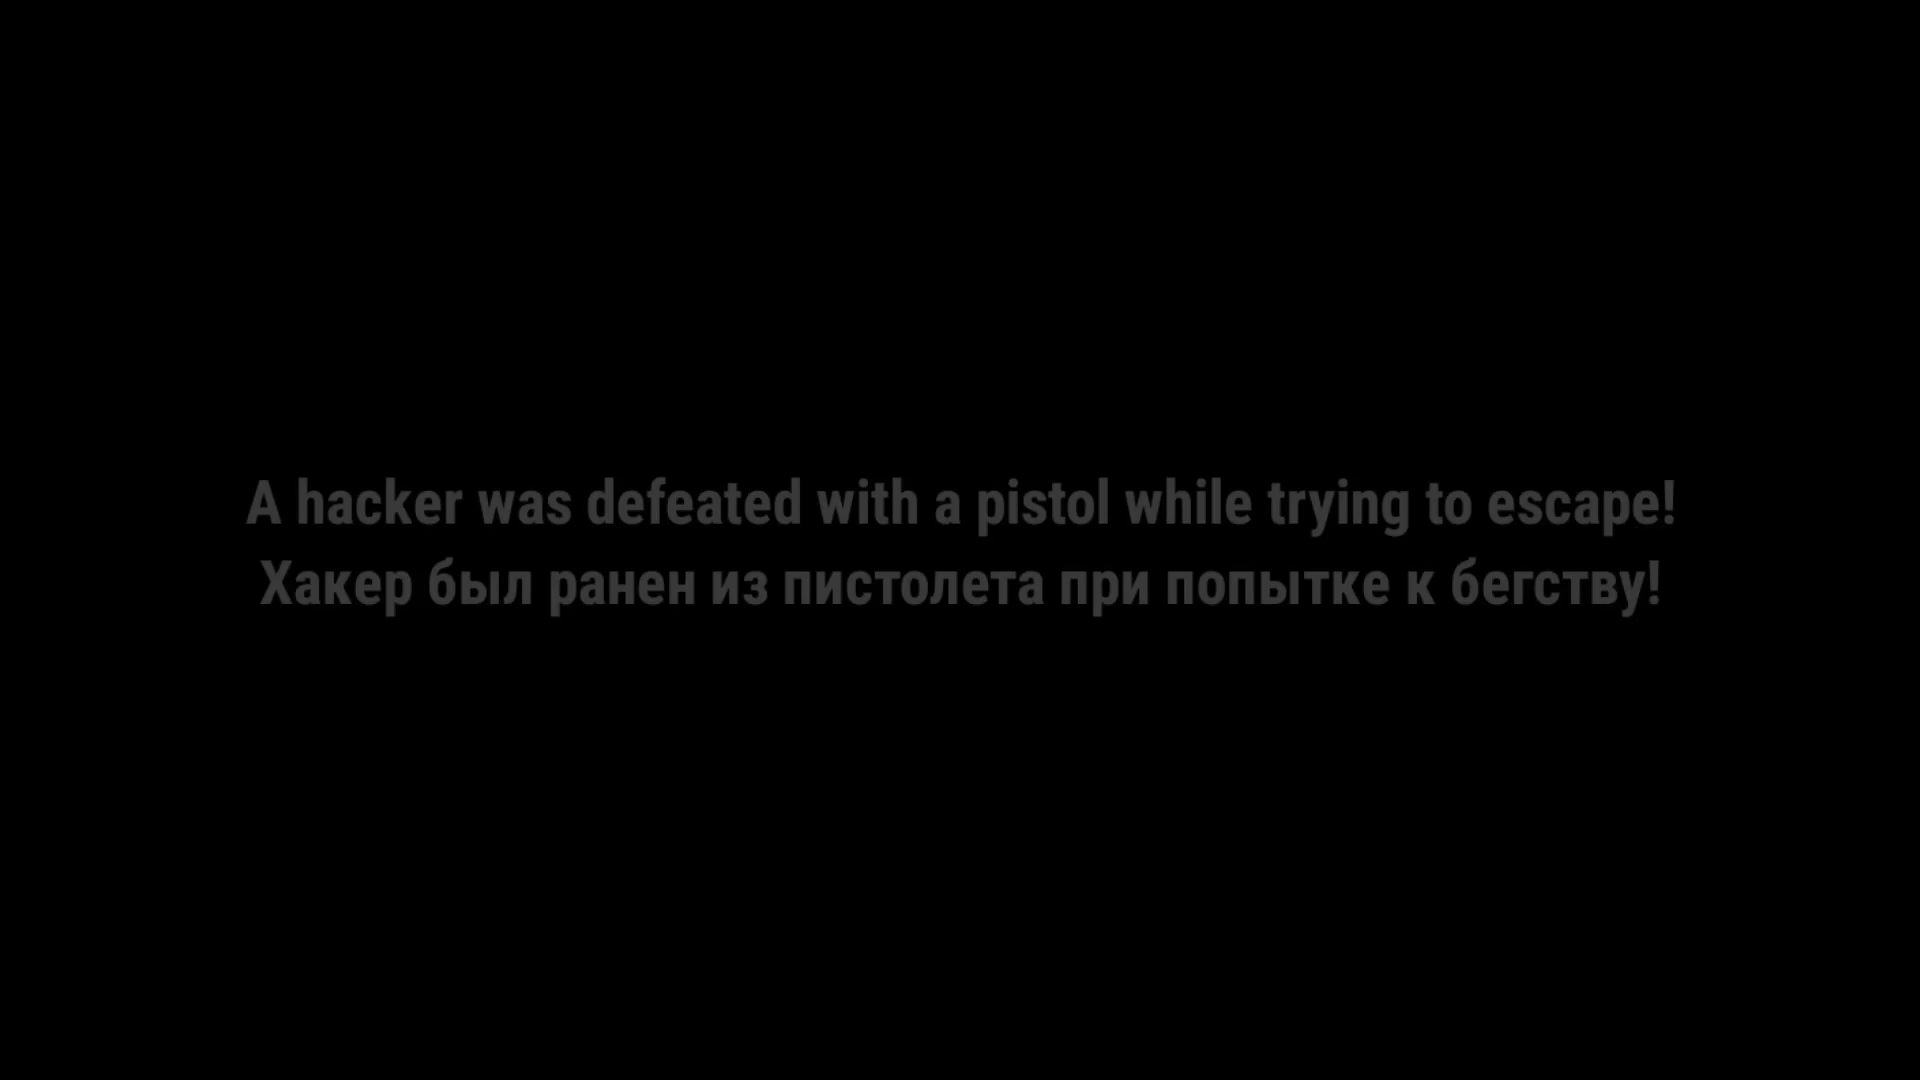 A hacker was defeated with a pistol while trying to escape!
Хакер был ранен из пистолета при попытке к бегству!